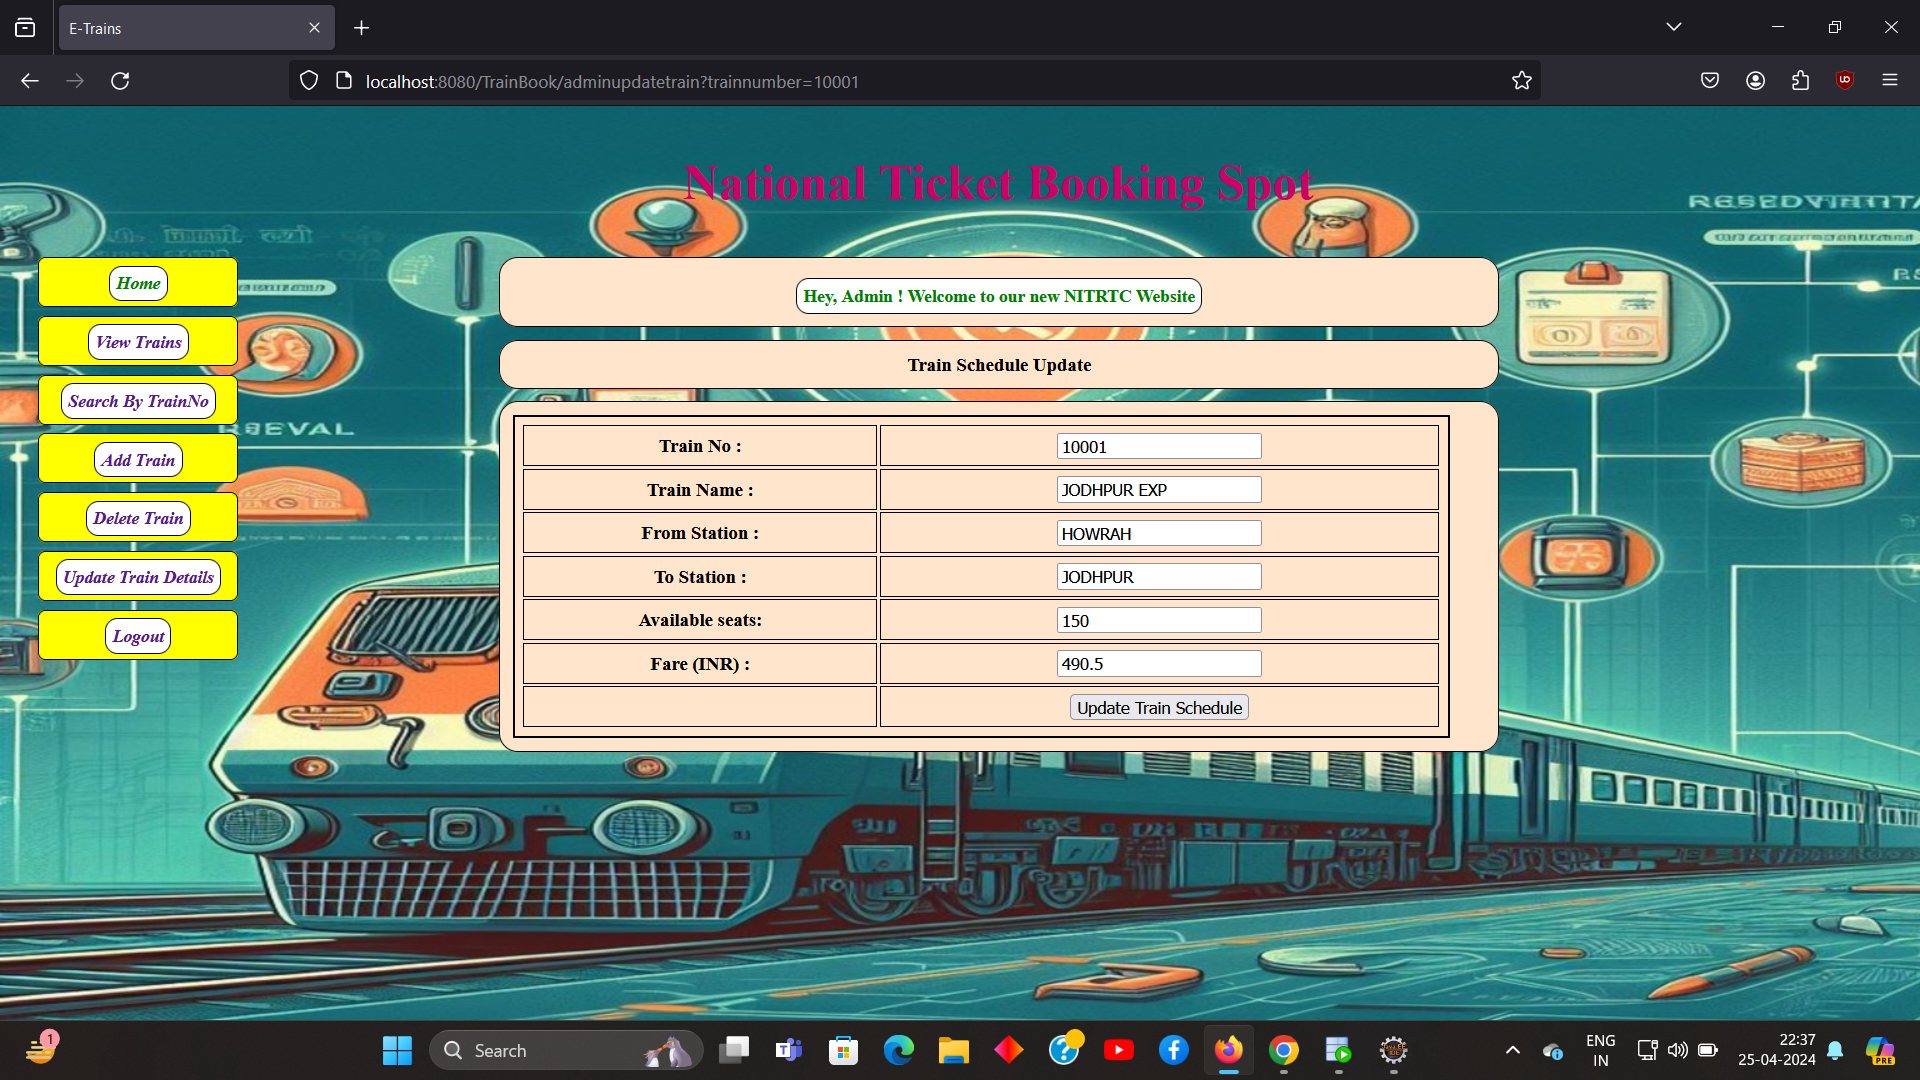 E-Trains
localhost:8080/TrainBook/adminupdatetrain?trainnumber=10001
National Ticket Booking Spot
Home
View Trains
Search By TrainNo
Add Train
Delete Train
Update Train Details
Logout
Hey, Admin ! Welcome to our new NITRTC Website
Train Schedule Update
Train No : 10001
Train Name : JODHPUR EXP
From Station : HOWRAH
To Station : JODHPUR
Available seats: 150
Fare (INR) : 490.5
Update Train Schedule
1
Search
ENG
IN
22:37
25-04-2024
PRE